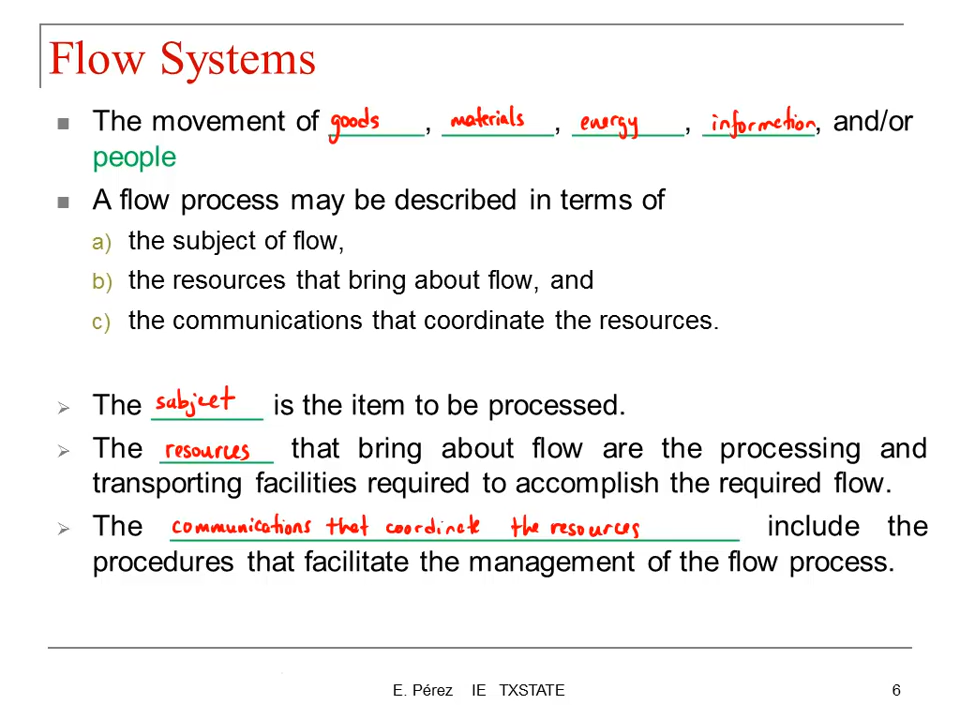 Flow Systems
The movement of goods, materials, energy, informetion, and/or
people
A flow process may be described in terms of
a) the subject of flow,
b) the resources that bring about flow, and
c) the communications that coordinate the resources.
The subject is the item to be processed.
The resources that bring about flow are the processing and
transporting facilities required to accomplish the required flow.
The communications that coordinate the resources include the
procedures that facilitate the management of the flow process.
E. Pérez IE TXSTATE 6